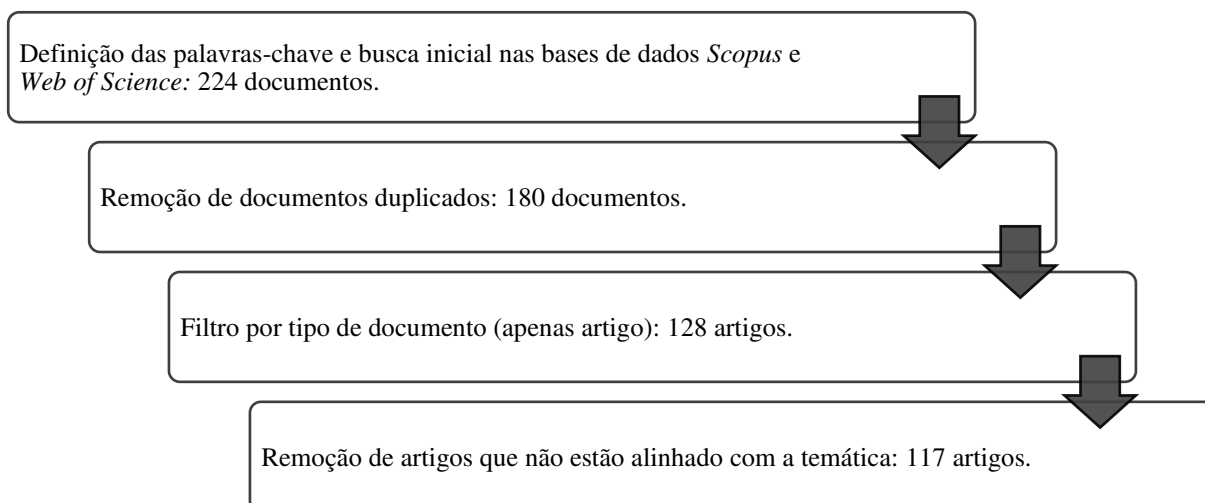 Definição das palavras-chave e busca inicial nas bases de dados Scopus e
Web of Science: 224 documentos.
Remoção de documentos duplicados: 180 documentos.
Filtro por tipo de documento (apenas artigo): 128 artigos.
Remoção de artigos que não estão alinhado com a temática: 117 artigos.